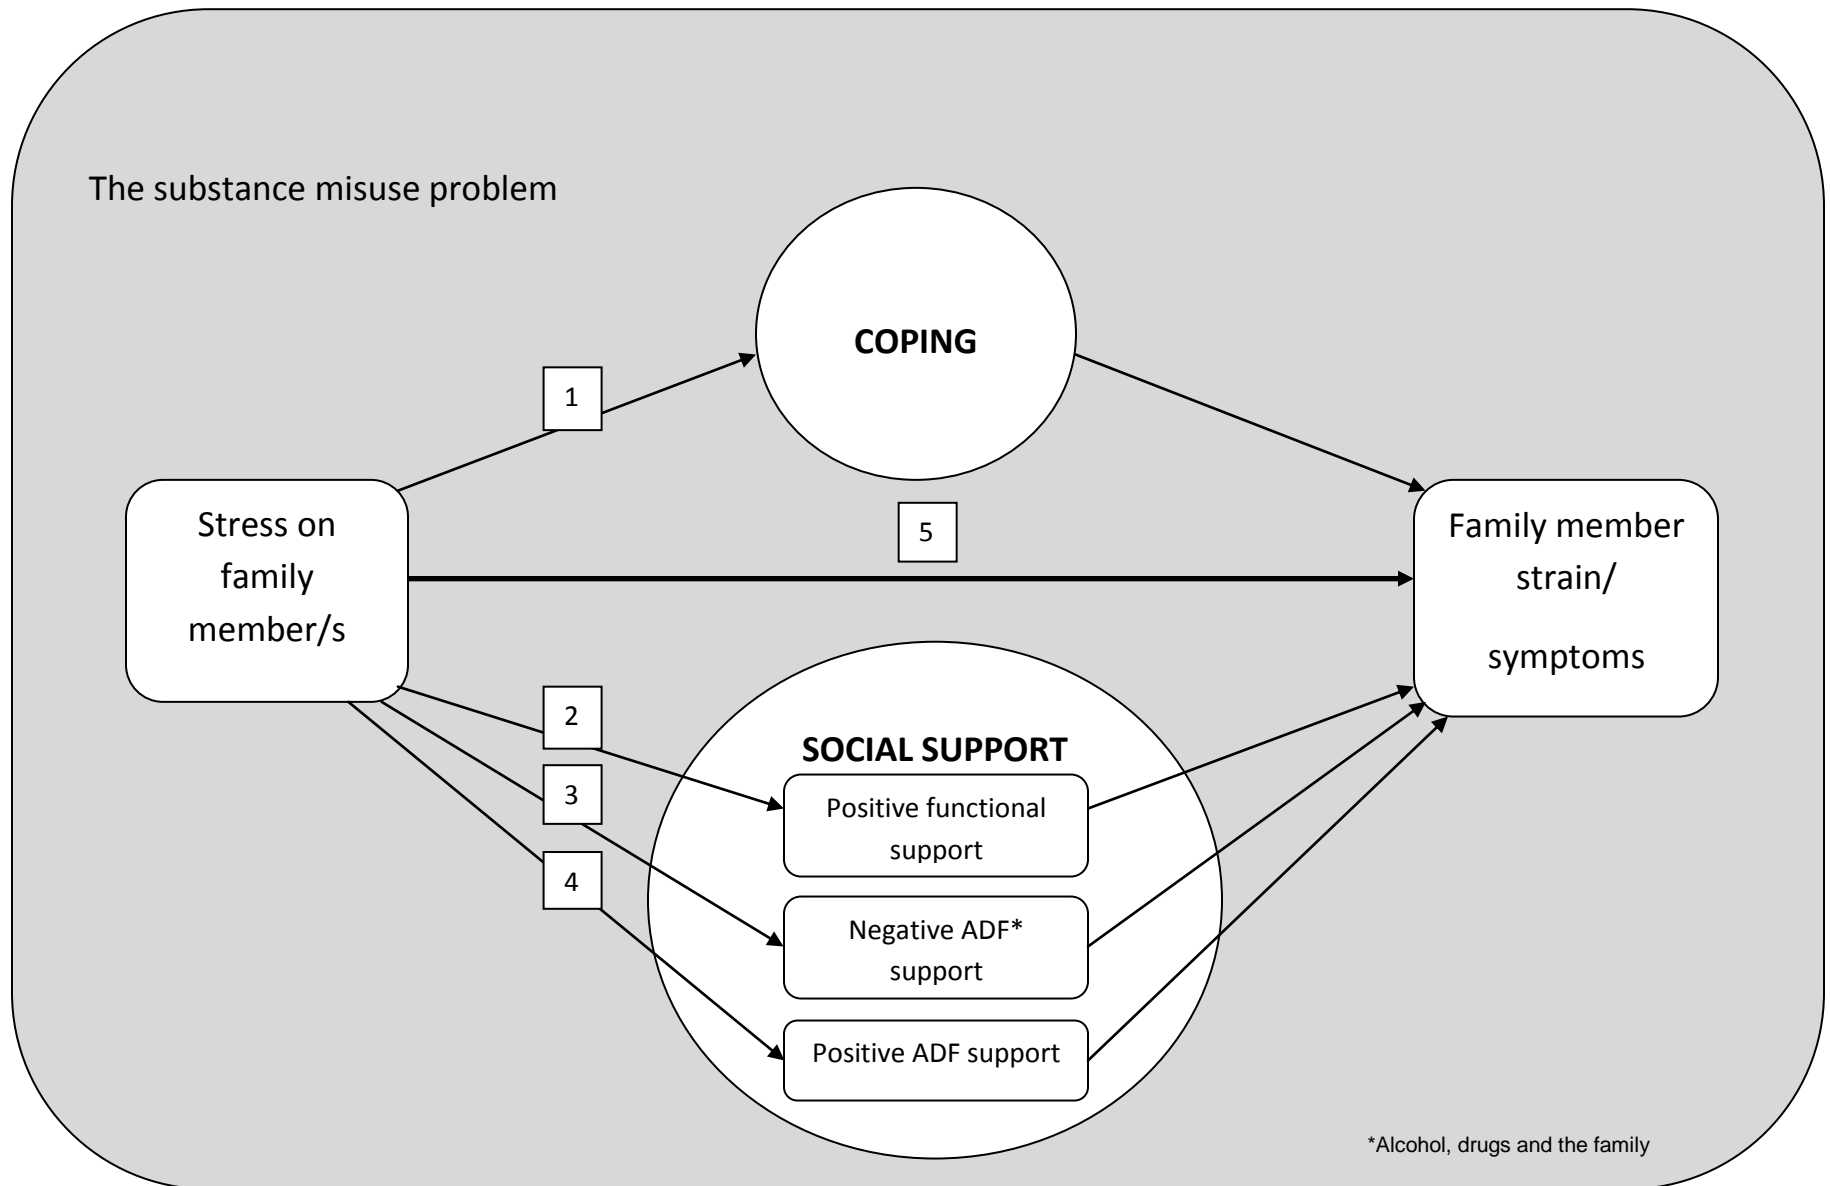 The substance misuse problem
COPING
1
5
Stress on
family
member/s
Family member
strain/
symptoms
2
3
4
SOCIAL SUPPORT
Positive functional
support
Negative ADF*
support
Positive ADF support
*Alcohol, drugs and the family